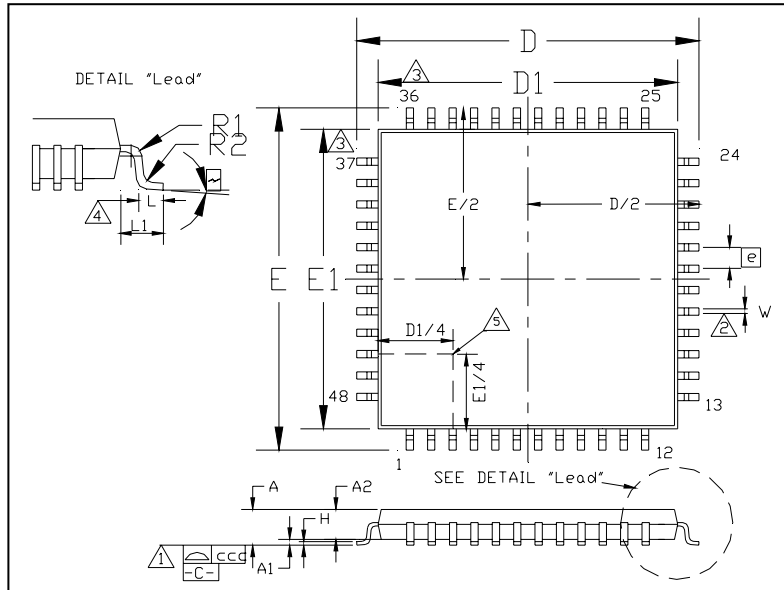 D
DETAIL "Lead"
3
D1
36
25
R1
R2
3
37
24
4
L
L1
E/2
D/2
e
E
E1
W
2
D1/4
5
E1/4
48
13
1
12
SEE DETAIL "Lead"
A
A2
H
1
ccc
-C-
A1